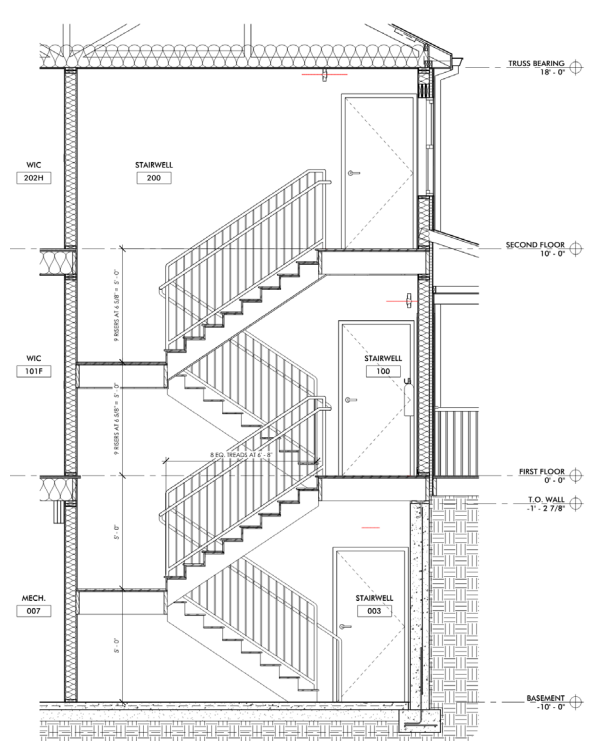 TRUSS BEARING
18' - 0"
WIC
202H
STAIRWELL
200
SECOND FLOOR
10' - 0"
9 RISERS AT 6 5/8" = 5' - 0"
WIC
101F
STAIRWELL
100
9 RISERS AT 6 5/8" = 5' - 0"
8 EQ. TREADS AT 6' - 8"
FIRST FLOOR
0' - 0"
T.O. WALL
-1' - 2 7/8"
5' - 0"
MECH.
007
STAIRWELL
003
5' - 0"
BASEMENT
-10' - 0"